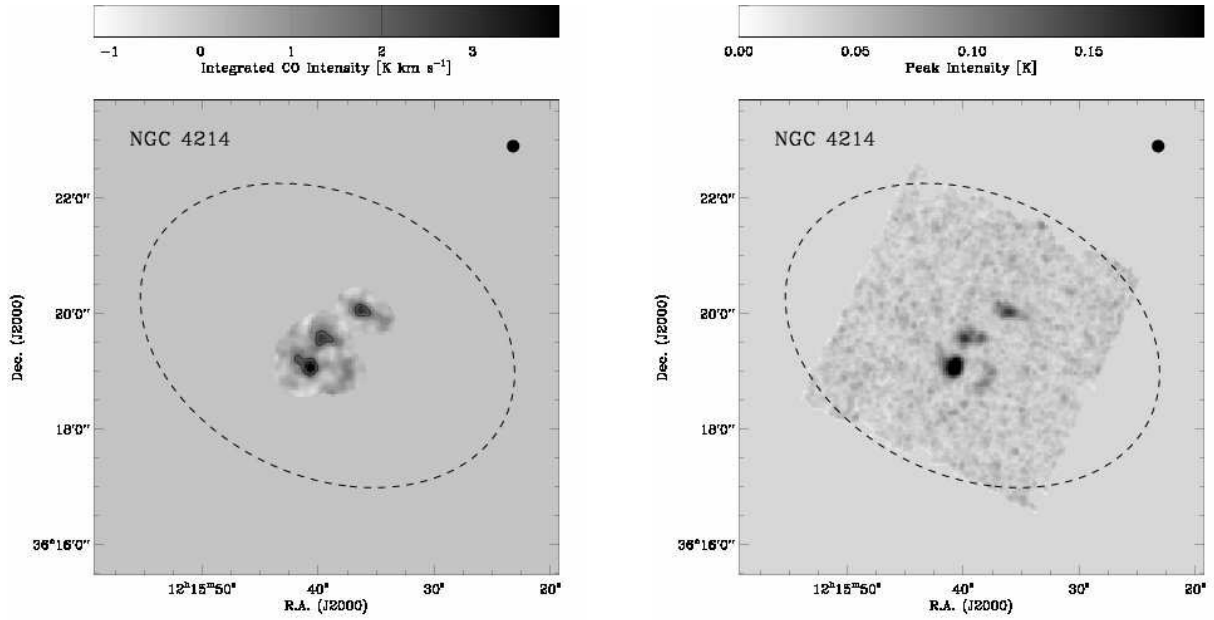 −1 0 1 2 3
Integrated CO Intensity [K km s⁻¹]
NGC 4214
22'0"
20'0"
18'0"
36°16'0"
Dec. (J2000)
12ʰ15ᵐ50ˢ 40ˢ 30ˢ 20ˢ
R.A. (J2000)
0.00 0.05 0.10 0.15
Peak Intensity [K]
NGC 4214
22'0"
20'0"
18'0"
36°16'0"
Dec. (J2000)
12ʰ15ᵐ50ˢ 40ˢ 30ˢ 20ˢ
R.A. (J2000)